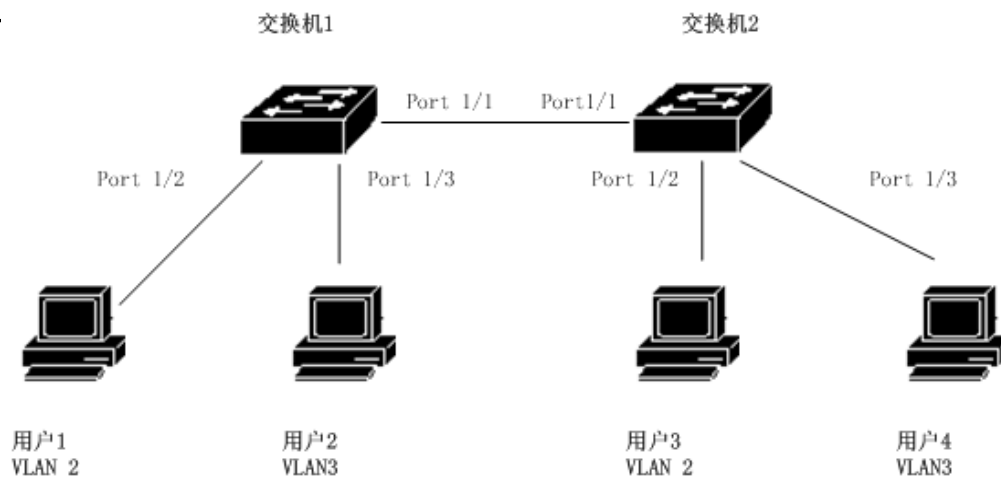 交换机1
交换机2
Port 1/1
Port1/1
Port 1/2
Port 1/3
Port 1/2
Port 1/3
用户1
VLAN 2
用户2
VLAN3
用户3
VLAN 2
用户4
VLAN3